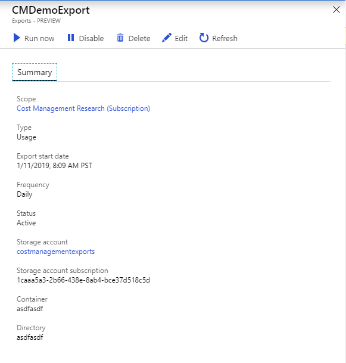 CMDemoExport
Exports - PREVIEW
Run now Disable Delete Edit Refresh
Summary
Scope
Cost Management Research (Subscription)
Type
Usage
Export start date
1/11/2019, 8:09 AM PST
Frequency
Daily
Status
Active
Storage account
costmanagementexports
Storage account subscription
1caaa5a3-2b66-438e-8ab4-bce37d518c5d
Container
asdfasdf
Directory
asdfasdf